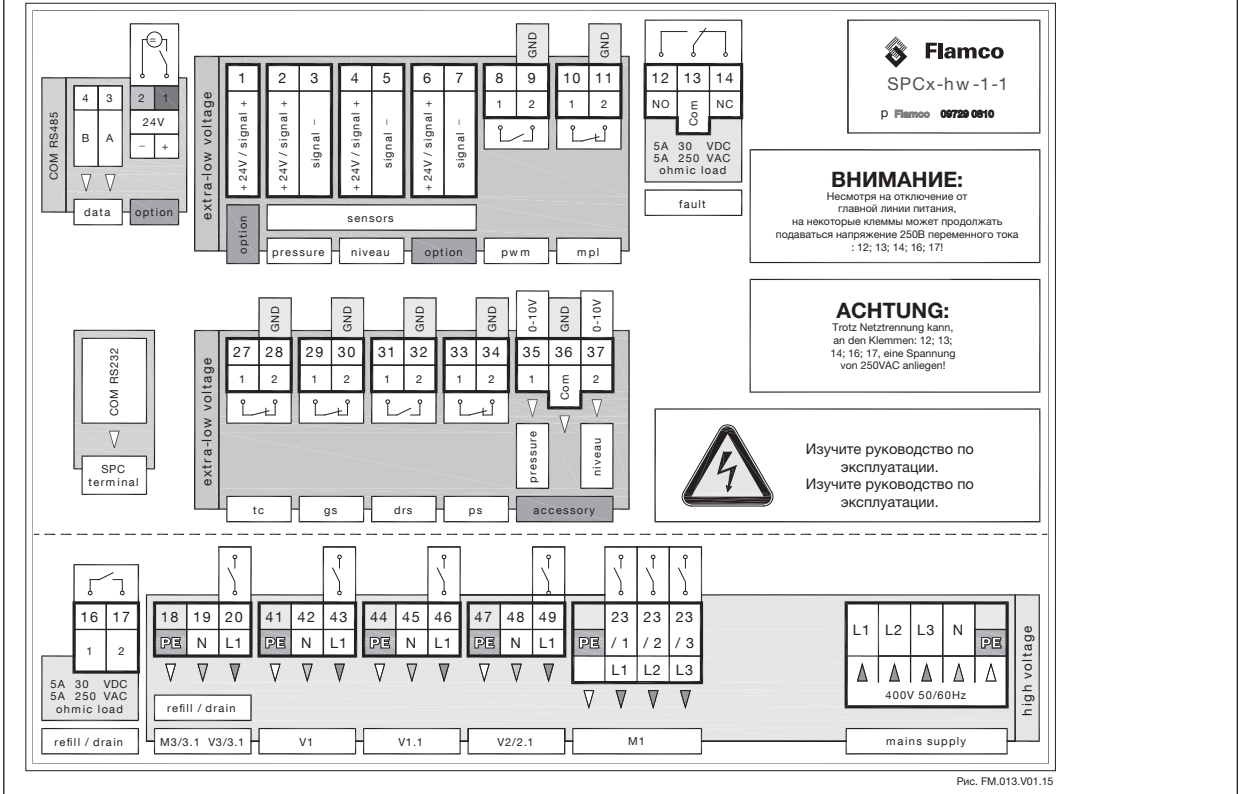 COM RS485
4 3
B A
data
2 1
24V
– +
option
extra-low voltage
1 2 3 4 5 6 7 8 9 10 11
GND
GND
+ 24V / signal +
+ 24V / signal +
signal –
+ 24V / signal +
signal –
+ 24V / signal +
signal –
1 2
1 2
option
sensors
pressure
niveau
option
pwm
mpl
12 13 14
NO Com NC
5A 30 VDC
5A 250 VAC
ohmic load
fault
Flamco
SPCx-hw-1-1
p Flamco 09729 0810
ВНИМАНИЕ:
Несмотря на отключение от
главной линии питания,
на некоторые клеммы может продолжать
подаваться напряжение 250В переменного тока
: 12; 13; 14; 16; 17!
ACHTUNG:
Trotz Netztrennung kann,
an den Klemmen: 12; 13;
14; 16; 17, eine Spannung
von 250VAC anliegen!
COM RS232
SPC
terminal
extra-low voltage
GND
GND
GND
GND
0-10V
GND
0-10V
27 28 29 30 31 32 33 34 35 36 37
1 2 1 2 1 2 1 2 1 Com 2
pressure
niveau
tc
gs
drs
ps
accessory
Изучите руководство по
эксплуатации.
Изучите руководство по
эксплуатации.
16 17
1 2
5A 30 VDC
5A 250 VAC
ohmic load
refill / drain
18 19 20
PE N L1
refill / drain
M3/3.1 V3/3.1
41 42 43
PE N L1
V1
44 45 46
PE N L1
V1.1
47 48 49
PE N L1
V2/2.1
23 23 23
PE / 1 / 2 / 3
L1 L2 L3
M1
L1 L2 L3 N PE
400V 50/60Hz
mains supply
high voltage
Рис. FM.013.V01.15